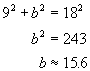 9² + b² = 18²
b² = 243
b ≈ 15.6